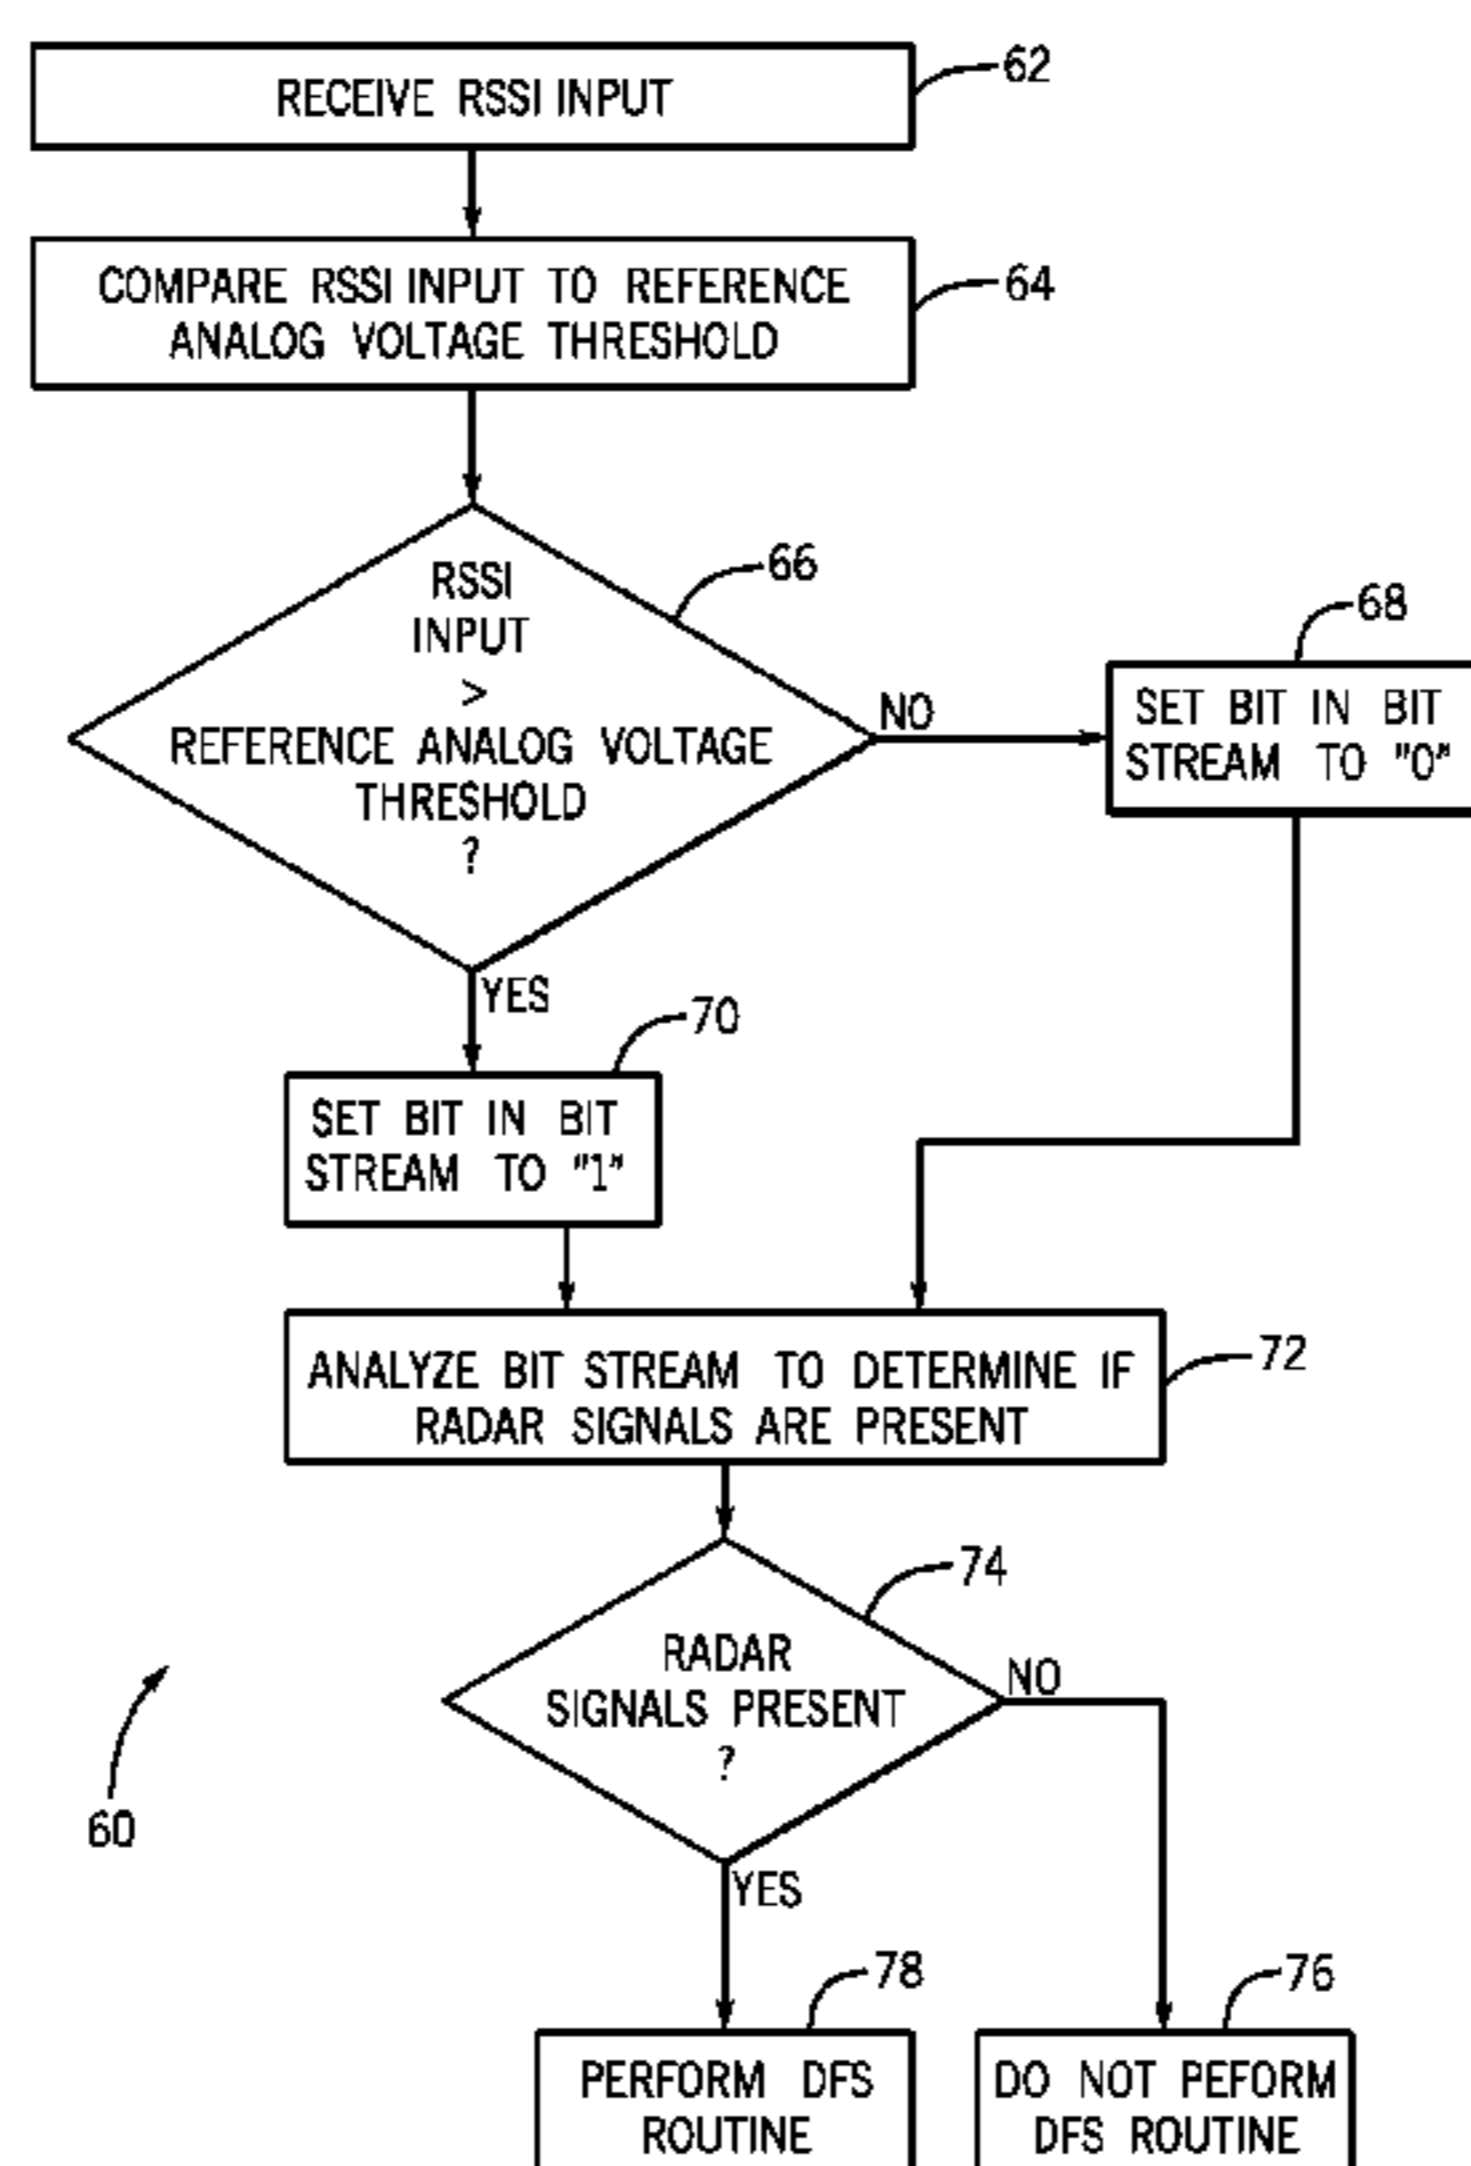 RECEIVE RSSI INPUT
62
COMPARE RSSI INPUT TO REFERENCE
ANALOG VOLTAGE THRESHOLD
64
RSSI
INPUT
>
REFERENCE ANALOG VOLTAGE
THRESHOLD
?
66
NO
68
SET BIT IN BIT
STREAM TO "0"
YES
70
SET BIT IN BIT
STREAM TO "1"
ANALYZE BIT STREAM TO DETERMINE IF
RADAR SIGNALS ARE PRESENT
72
74
RADAR
SIGNALS PRESENT
?
NO
60
YES
78
PERFORM DFS
ROUTINE
76
DO NOT PEFORM
DFS ROUTINE